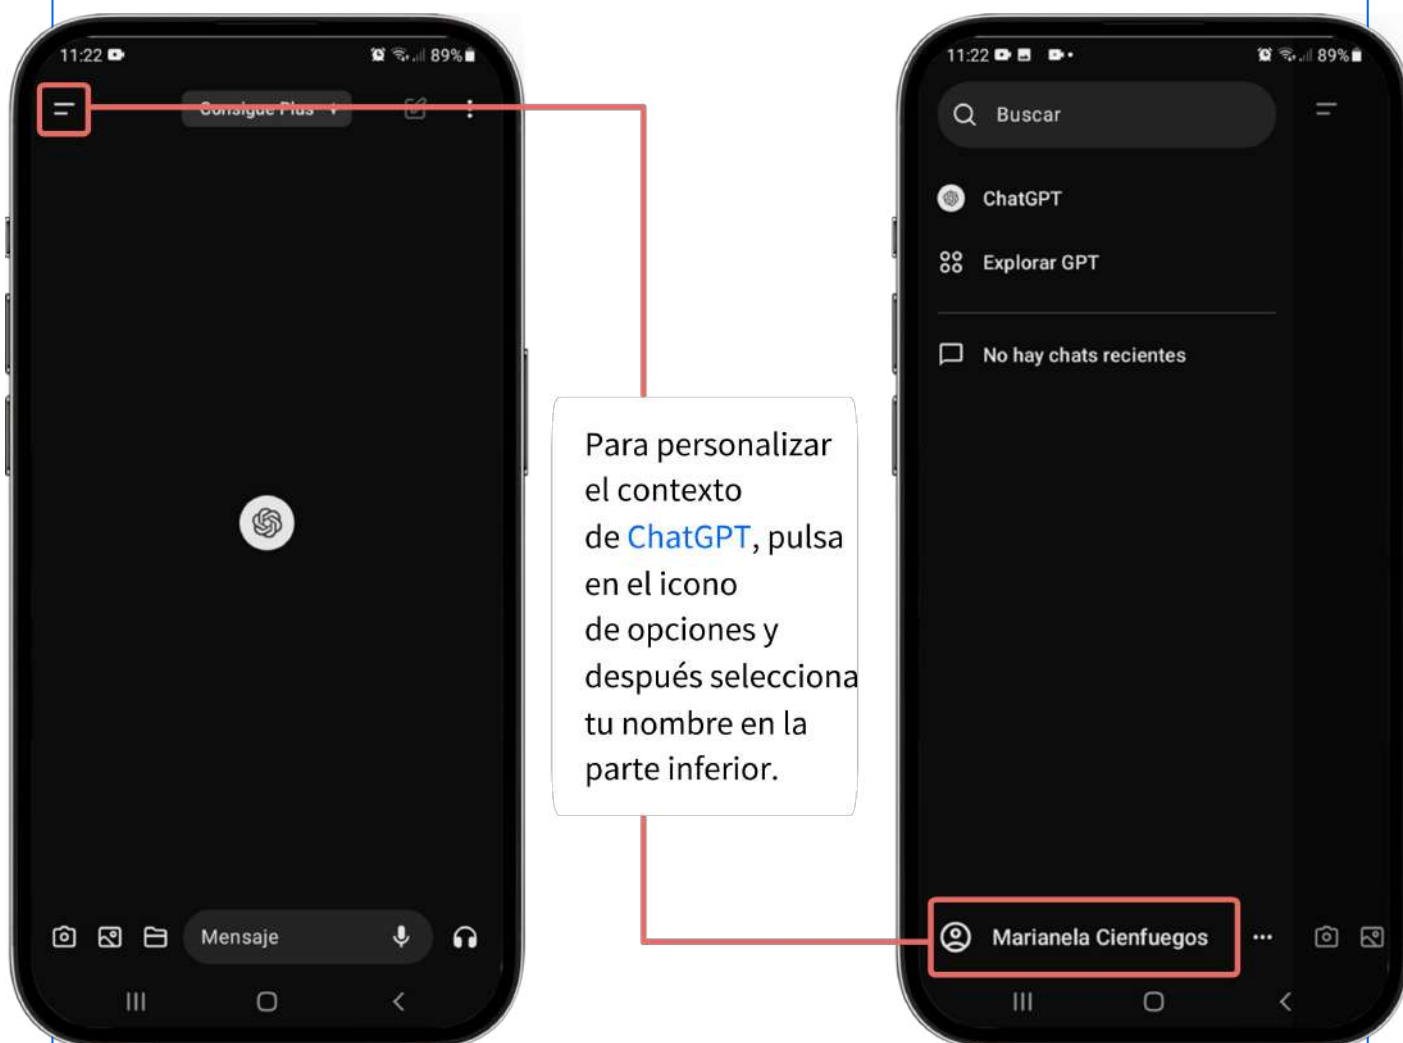 11:22
89%
Consigue Plus +
Mensaje
Para personalizar
el contexto
de ChatGPT, pulsa
en el icono
de opciones y
después selecciona
tu nombre en la
parte inferior.
11:22
89%
Buscar
ChatGPT
Explorar GPT
No hay chats recientes
Marianela Cienfuegos